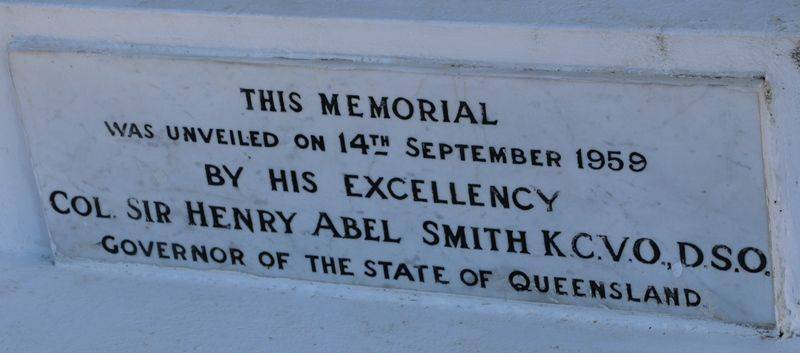 THIS MEMORIAL
WAS UNVEILED ON 14TH SEPTEMBER 1959
BY HIS EXCELLENCY
COL. SIR HENRY ABEL SMITH K.C.V.O., D.S.O.
GOVERNOR OF THE STATE OF QUEENSLAND